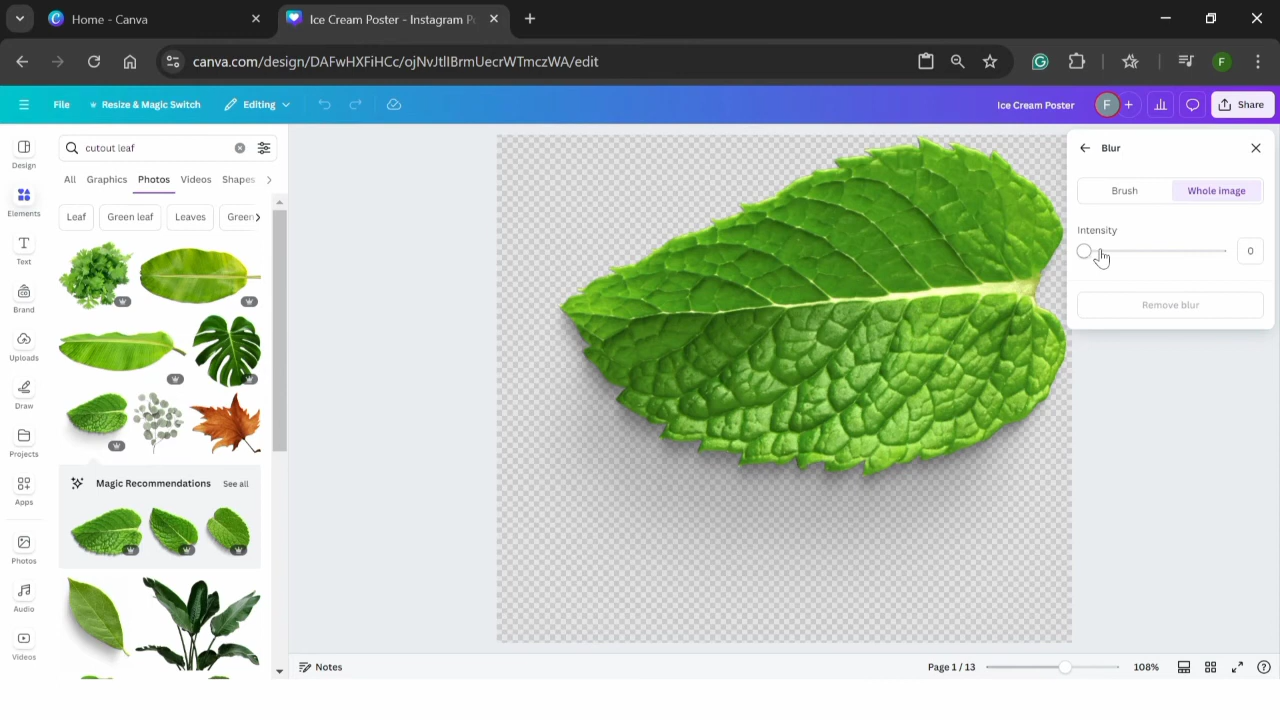 Home - Canva
Ice Cream Poster - Instagram P
canva.com/design/DAFwHXFiHCc/ojNvJtlIBrmUecrWTmczWA/edit
F
File
Resize & Magic Switch
Editing
Ice Cream Poster
F
Share
Design
Elements
Text
Brand
Uploads
Draw
Projects
Apps
Photos
Audio
Videos
cutout leaf
All Graphics Photos Videos Shapes
Leaf Green leaf Leaves Green
Magic Recommendations See all
Blur
Brush Whole image
Intensity
0
Remove blur
Notes
Page 1 / 13
108%